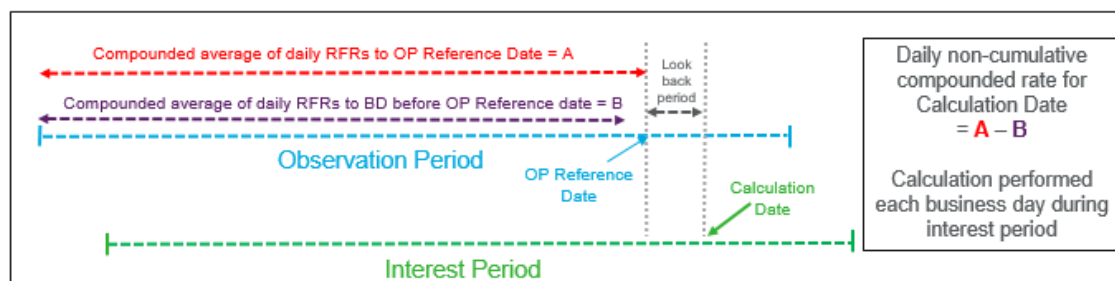 Compounded average of daily RFRs to OP Reference Date = A
Look
back
period
Compounded average of daily RFRs to BD before OP Reference date = B
Observation Period
OP Reference
Date
Calculation
Date
Interest Period
Daily non-cumulative
compounded rate for
Calculation Date
= A – B
Calculation performed
each business day during
interest period